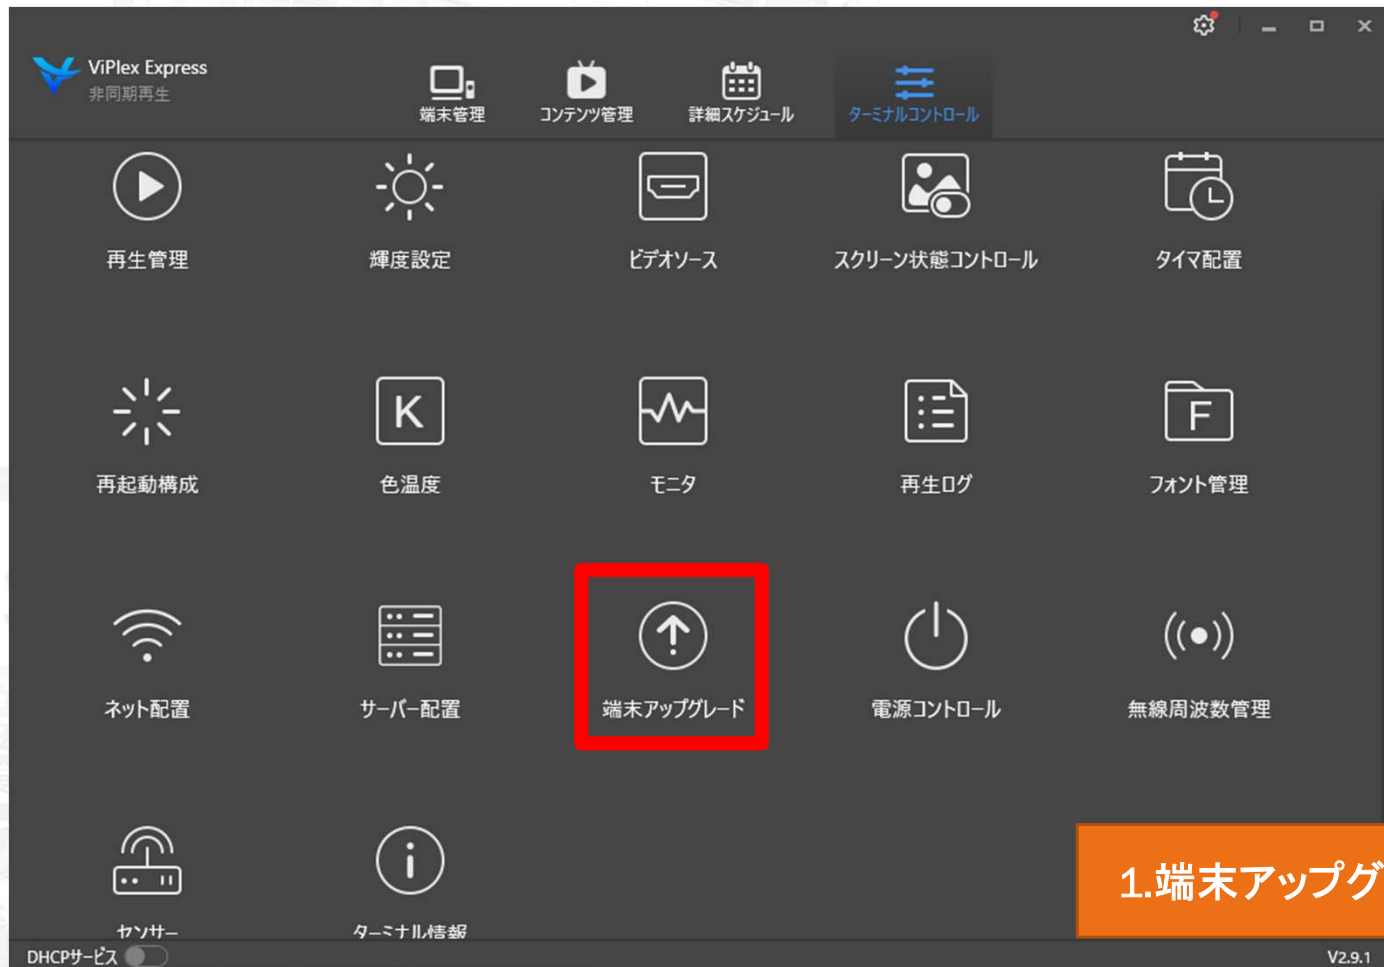 ViPlex Express
非同期再生
端末管理
コンテンツ管理
詳細スケジュール
ターミナルコントロール
再生管理
輝度設定
ビデオソース
スクリーン状態コントロール
タイマ配置
再起動構成
K
色温度
モニタ
再生ログ
F
フォント管理
ネット配置
サーバー配置
端末アップグレード
電源コントロール
無線周波数管理
センサー
ターミナル情報
1.端末アップグ
DHCPサービス
V2.9.1